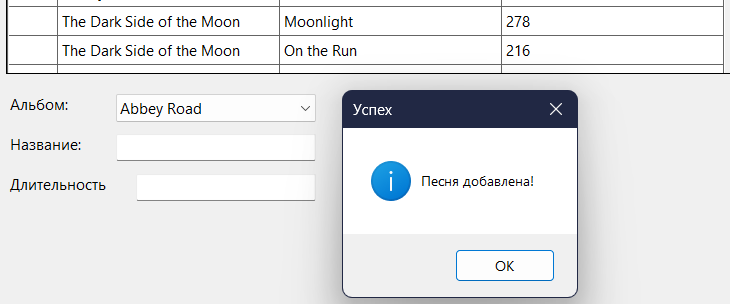 The Dark Side of the Moon Moonlight 278
The Dark Side of the Moon On the Run 216
Альбом: Abbey Road
Успех
Название:
Песня добавлена!
Длительность
OK